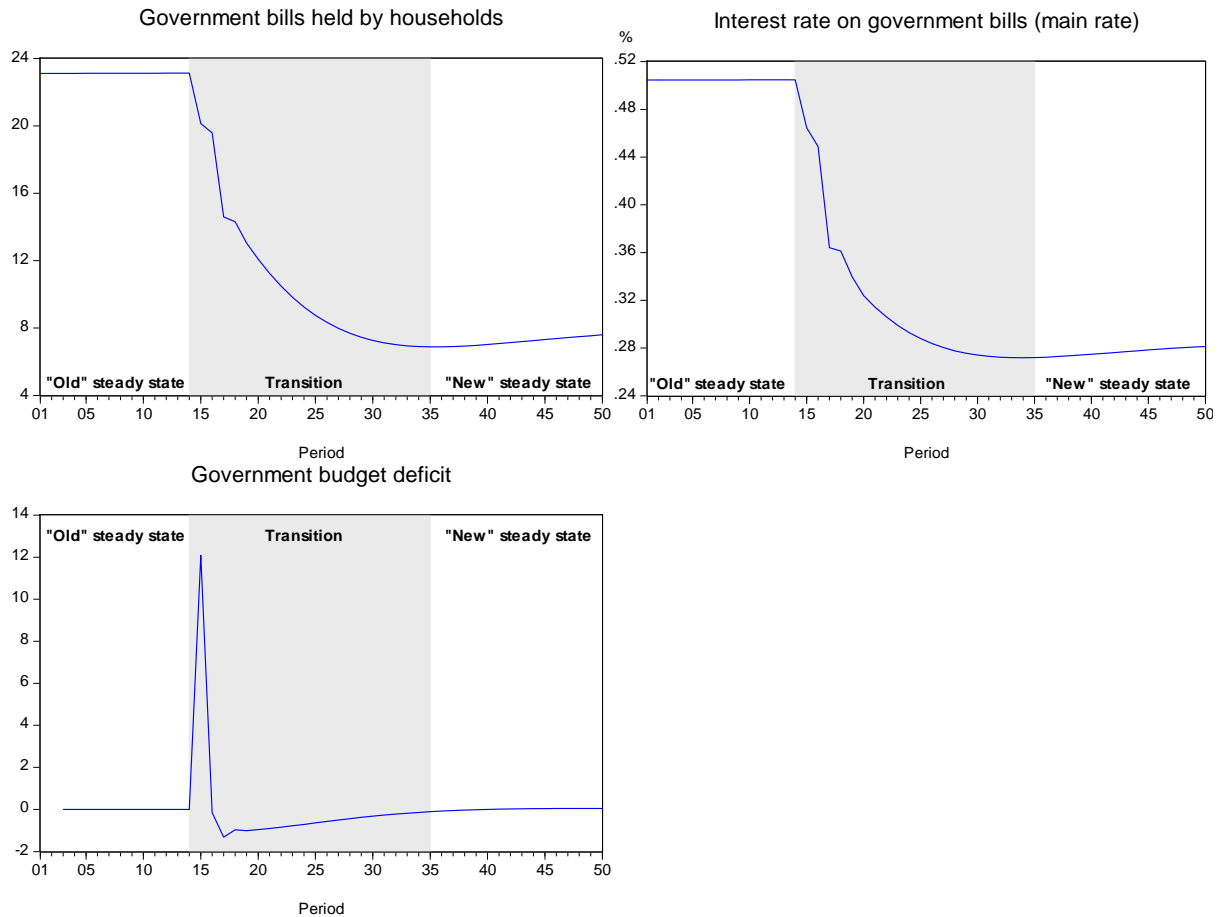 Government bills held by households
24
20
16
12
8
4
"Old" steady state Transition "New" steady state
01 05 10 15 20 25 30 35 40 45 50
Period
Interest rate on government bills (main rate)
%
.52
.48
.44
.40
.36
.32
.28
.24
"Old" steady state Transition "New" steady state
01 05 10 15 20 25 30 35 40 45 50
Period
Government budget deficit
14
12
10
8
6
4
2
0
-2
"Old" steady state Transition "New" steady state
01 05 10 15 20 25 30 35 40 45 50
Period